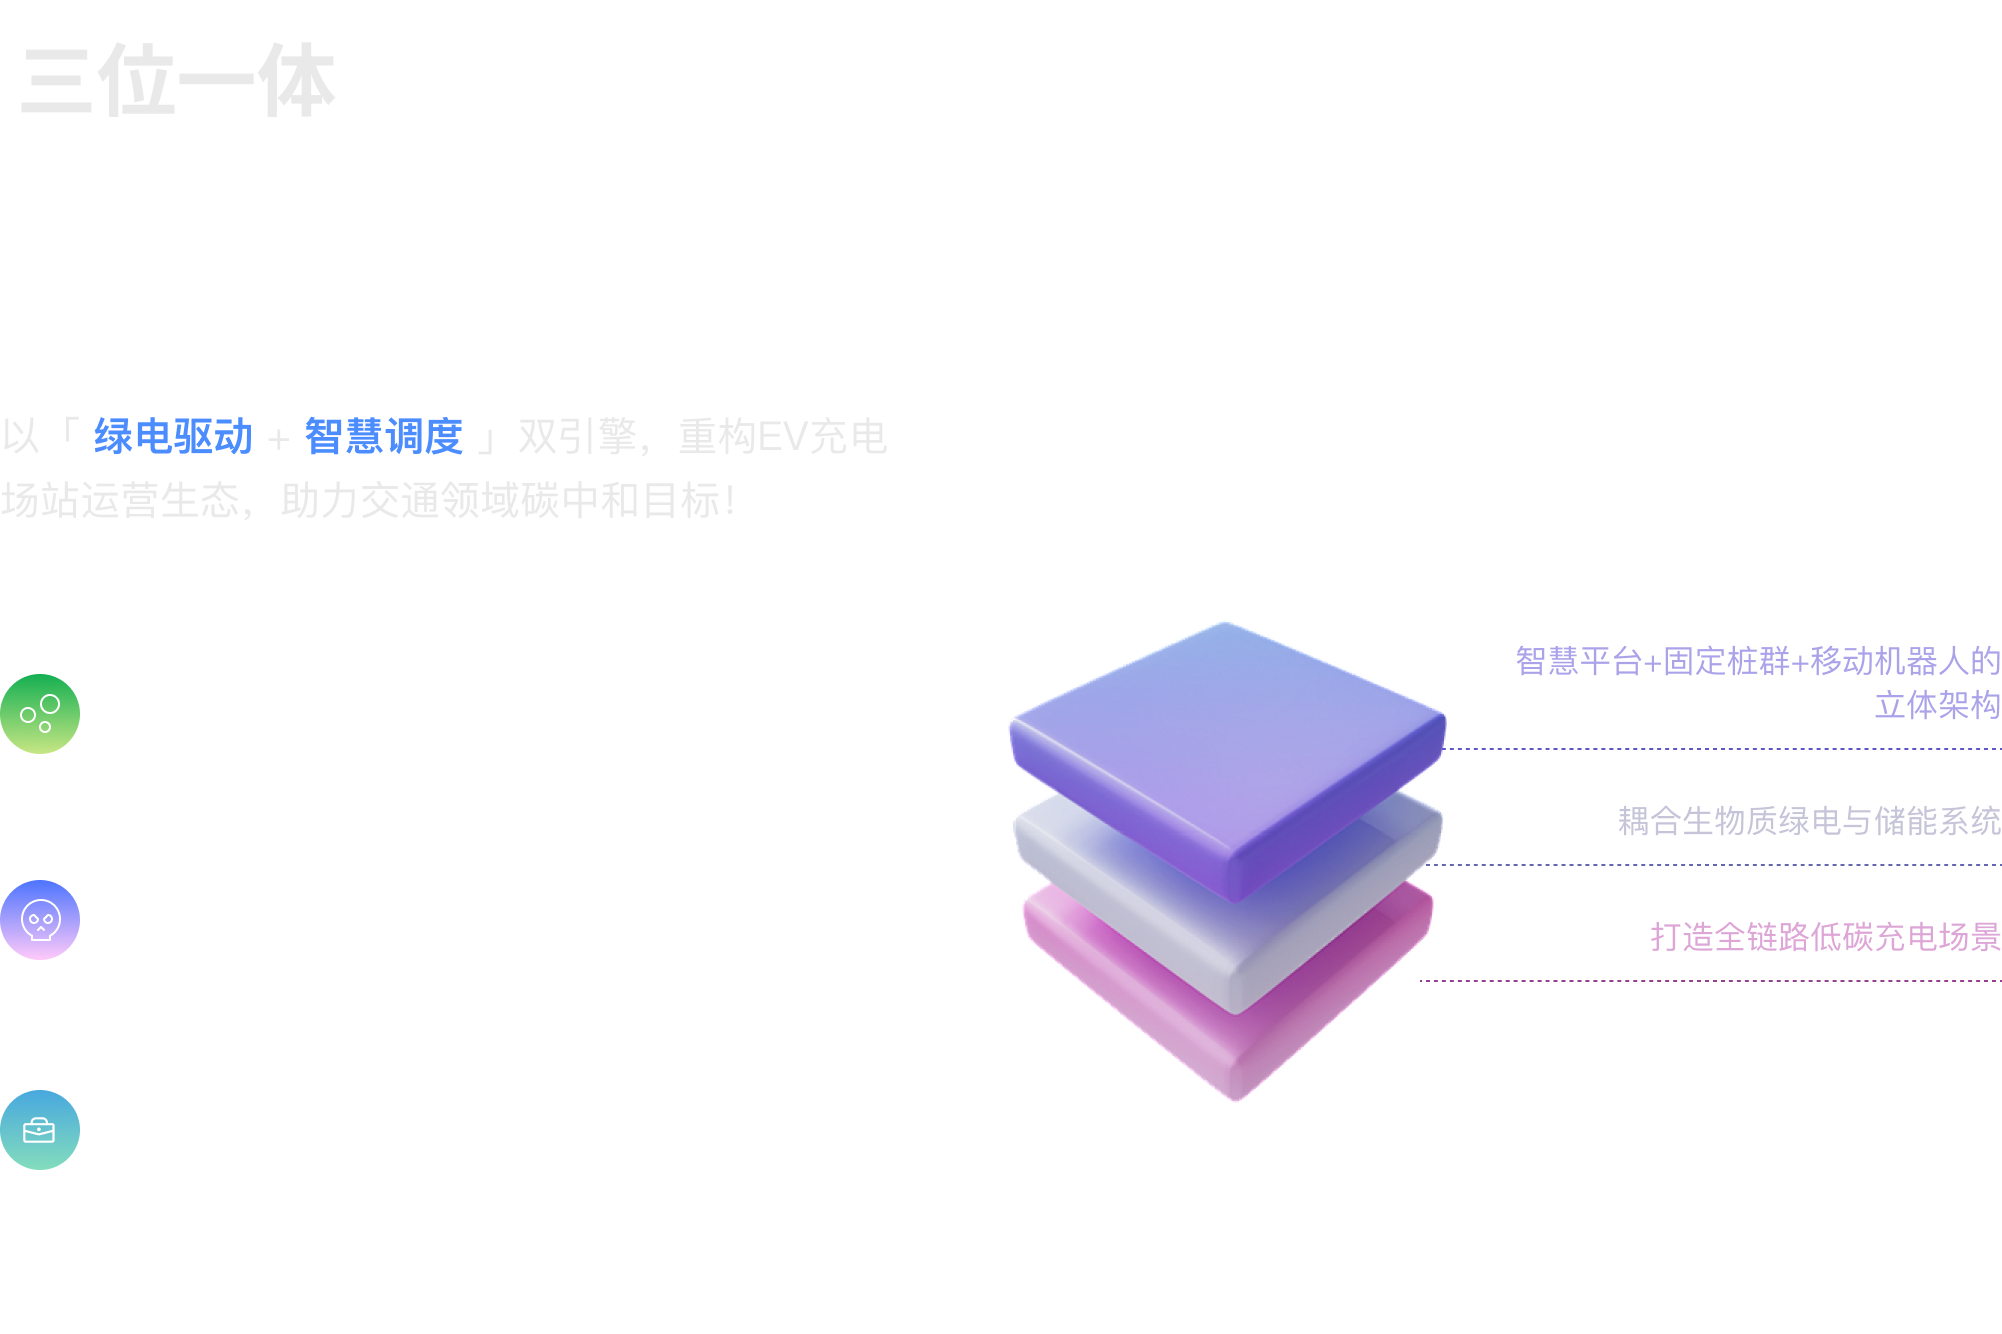 三位一体
以「 绿电驱动 + 智慧调度 」双引擎，重构EV充电
场站运营生态，助力交通领域碳中和目标！
智慧平台+固定桩群+移动机器人的
立体架构
耦合生物质绿电与储能系统
打造全链路低碳充电场景